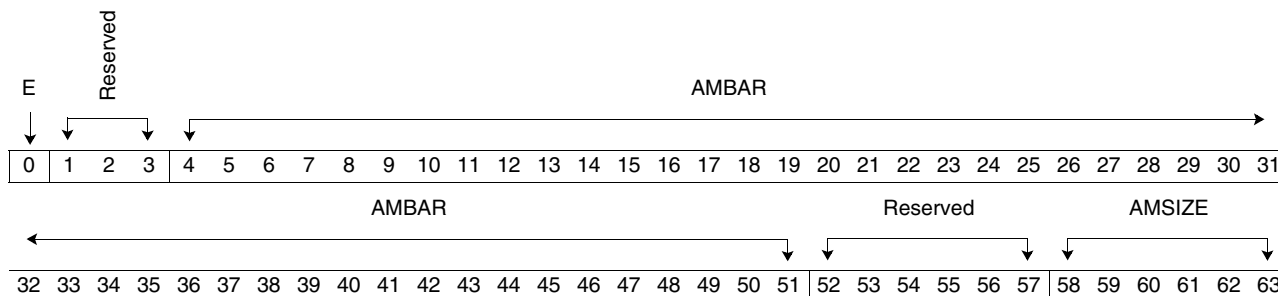 Reserved
E
AMBAR
0 1 2 3 4 5 6 7 8 9 10 11 12 13 14 15 16 17 18 19 20 21 22 23 24 25 26 27 28 29 30 31
AMBAR Reserved AMSIZE
32 33 34 35 36 37 38 39 40 41 42 43 44 45 46 47 48 49 50 51 52 53 54 55 56 57 58 59 60 61 62 63